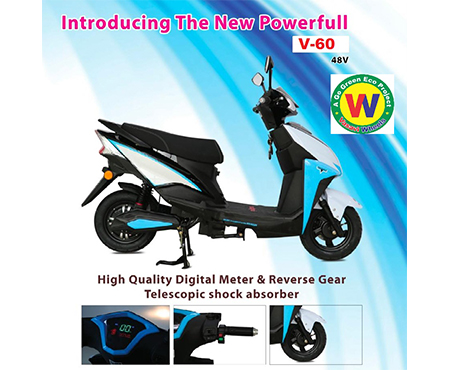 Introducing The New Powerfull
V-60
48V
A Go Green Eco Project
W
Wheels
High Quality Digital Meter & Reverse Gear
Telescopic shock absorber